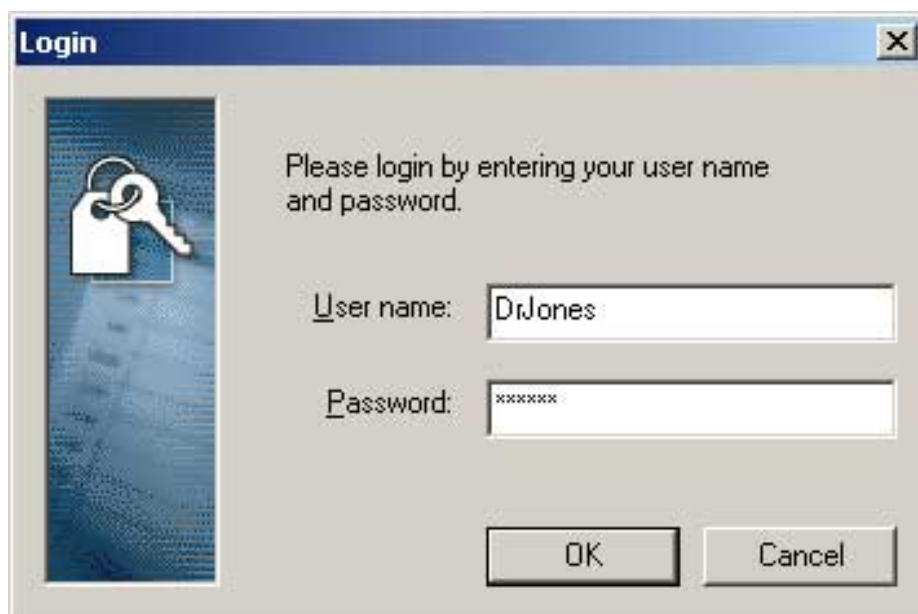 Login
Please login by entering your user name
and password.
User name: DrJones
Password: ******
OK Cancel